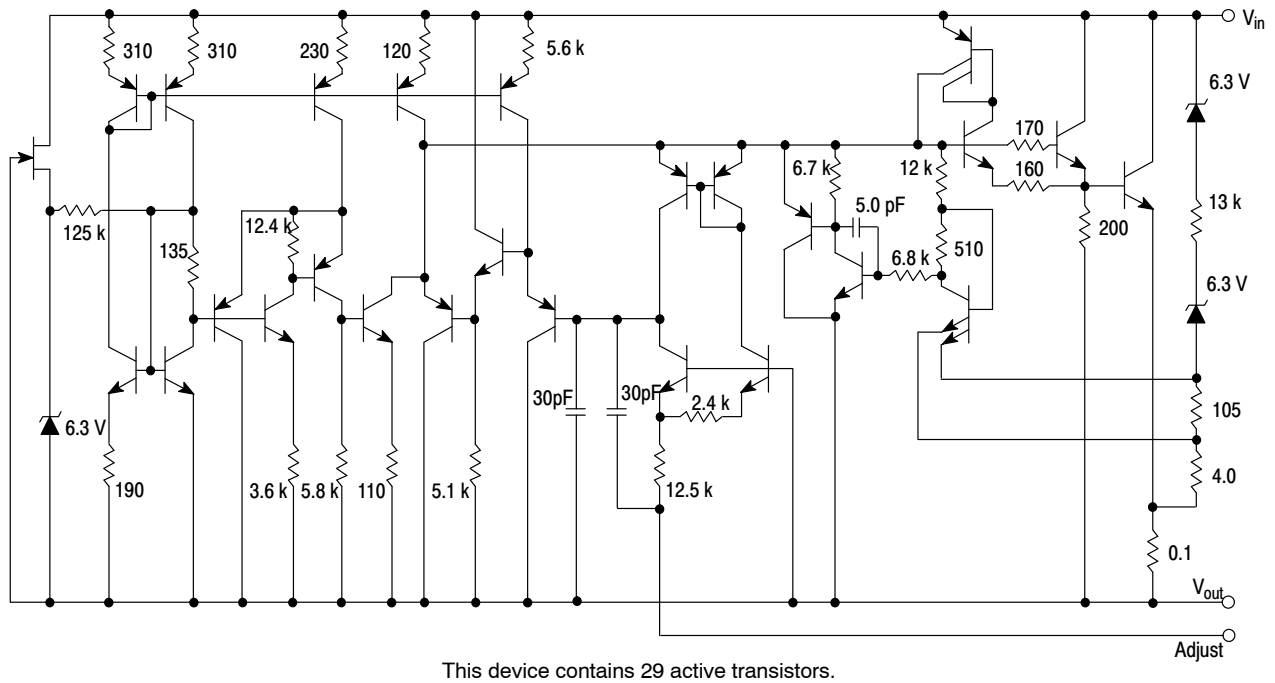 V_in
310
310
230
120
5.6 k
6.3 V
170
6.7 k
12 k
160
5.0 pF
13 k
125 k
12.4 k
200
135
510
6.8 k
6.3 V
30pF
30pF
2.4 k
105
6.3 V
190
3.6 k
5.8 k
110
5.1 k
12.5 k
4.0
0.1
V_out
Adjust
This device contains 29 active transistors.